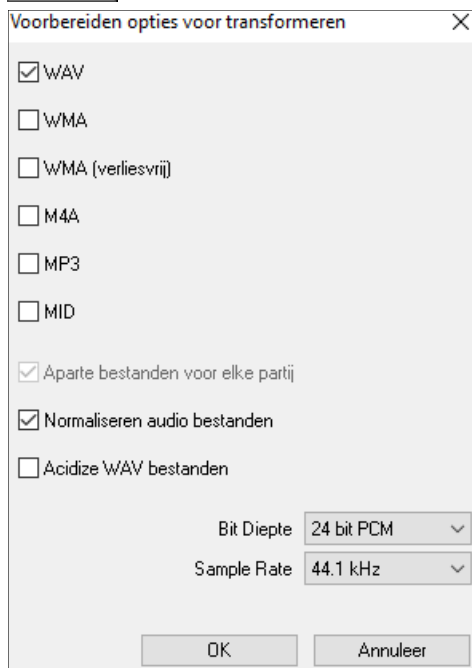 Voorbereiden opties voor transformeren
WAV
WMA
WMA (verliesvrij)
M4A
MP3
MID
Aparte bestanden voor elke partij
Normaliseren audio bestanden
Acidize WAV bestanden
Bit Diepte 24 bit PCM
Sample Rate 44.1 kHz
OK Annuleer